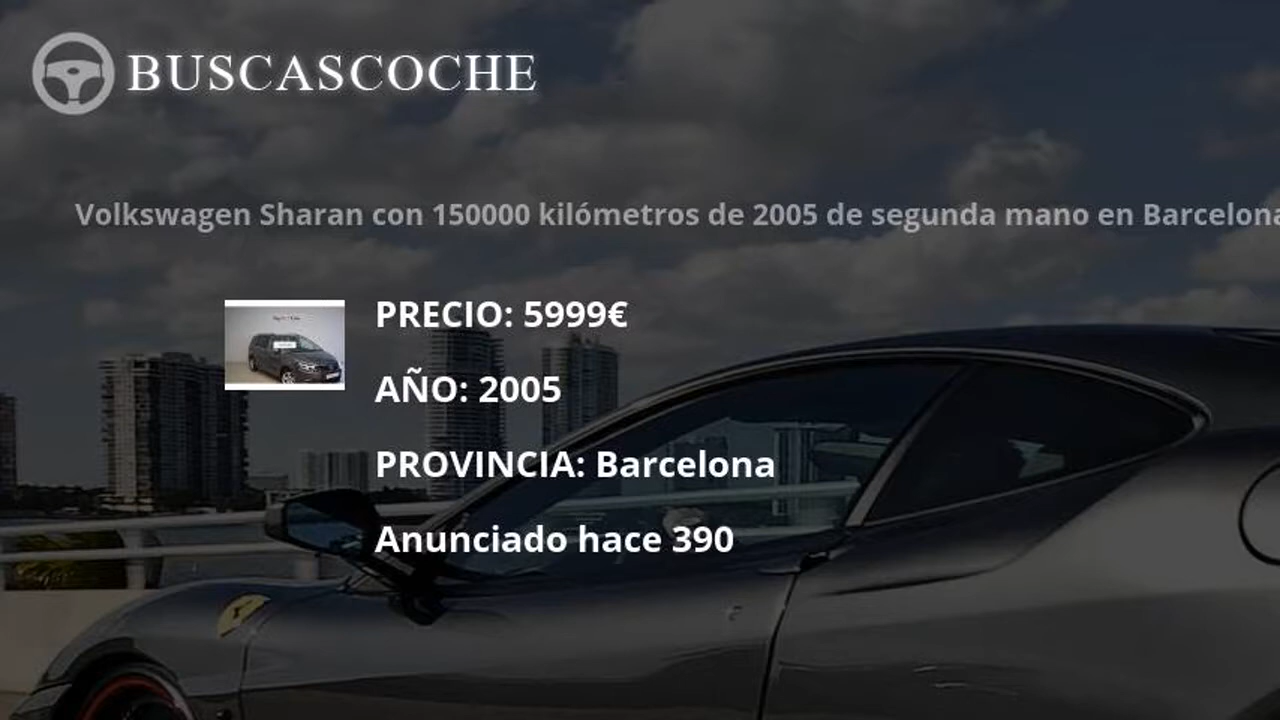 BUSCASCOCHE
Volkswagen Sharan con 150000 kilómetros de 2005 de segunda mano en Barcelona
PRECIO: 5999€
AÑO: 2005
PROVINCIA: Barcelona
Anunciado hace 390